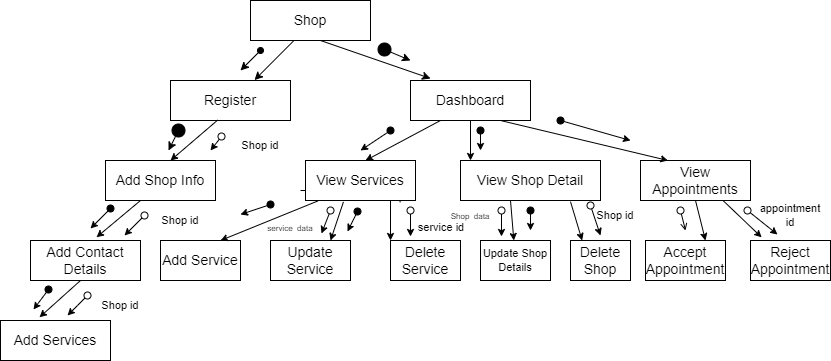 Shop
Register
Dashboard
Shop id
Add Shop Info
View Services
View Shop Detail
View
Appointments
Shop id
service data
service id
Shop data
Shop id
appointment
id
Add Contact
Details
Add Service
Update
Service
Delete
Service
Update Shop
Details
Delete
Shop
Accept
Appointment
Reject
Appointment
Shop id
Add Services